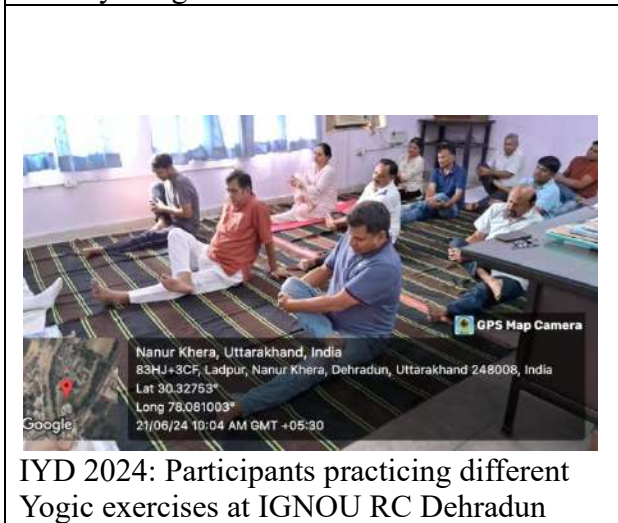 GPS Map Camera
Nanur Khera, Uttarakhand, India
83HJ+3CF, Ladpur, Nanur Khera, Dehradun, Uttarakhand 248008, India
Lat 30.32753°
Long 78.081003°
21/06/24 10:04 AM GMT +05:30
Google
IYD 2024: Participants practicing different
Yogic exercises at IGNOU RC Dehradun